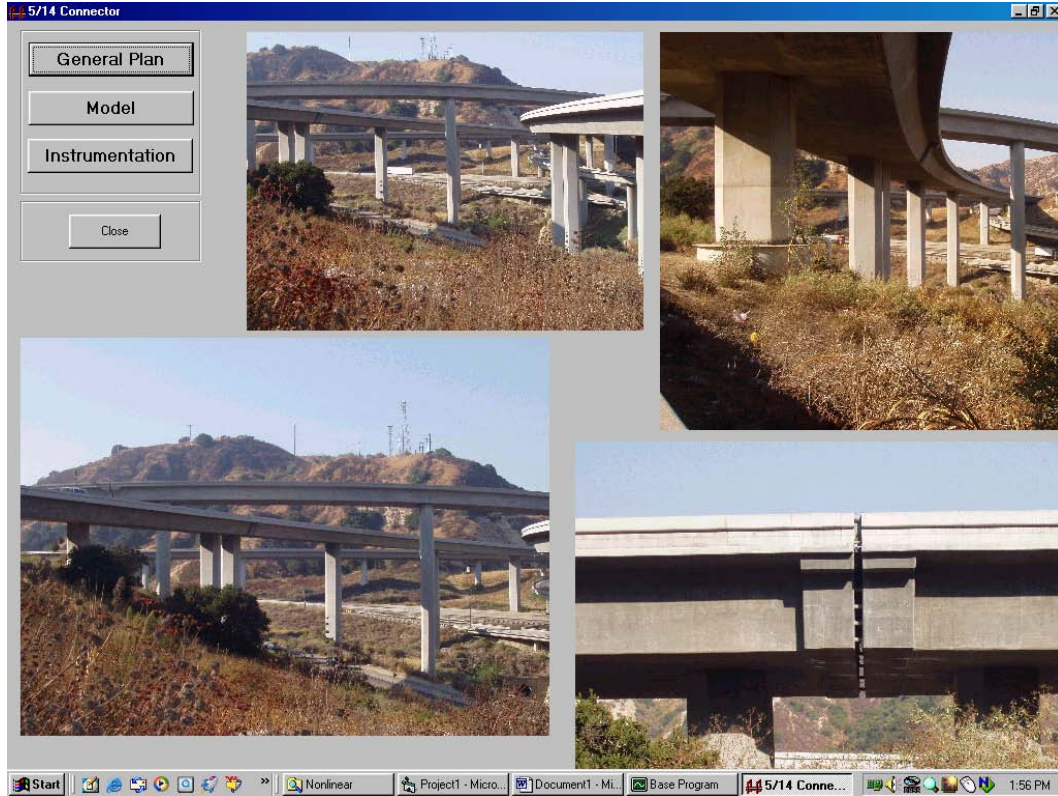 5/14 Connector
General Plan
Model
Instrumentation
Close
Start
»
Nonlinear
Project1 - Micro...
Document1 - Mi...
Base Program
5/14 Conne...
1:56 PM